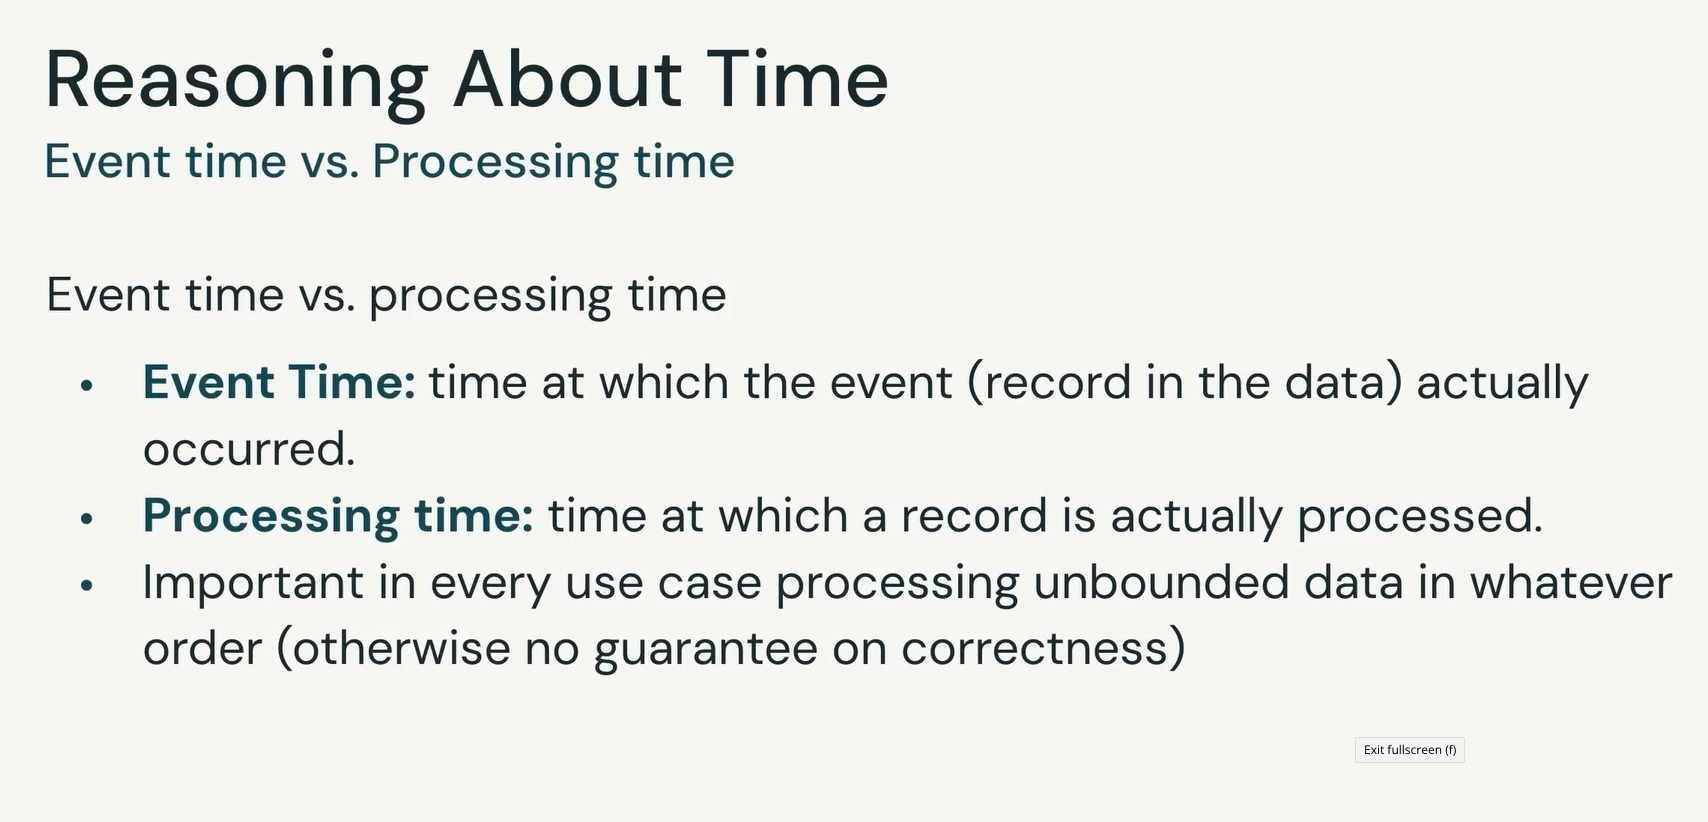 Reasoning About Time
Event time vs. Processing time
Event time vs. processing time
• Event Time: time at which the event (record in the data) actually
occurred.
• Processing time: time at which a record is actually processed.
• Important in every use case processing unbounded data in whatever
order (otherwise no guarantee on correctness)
Exit fullscreen (f)